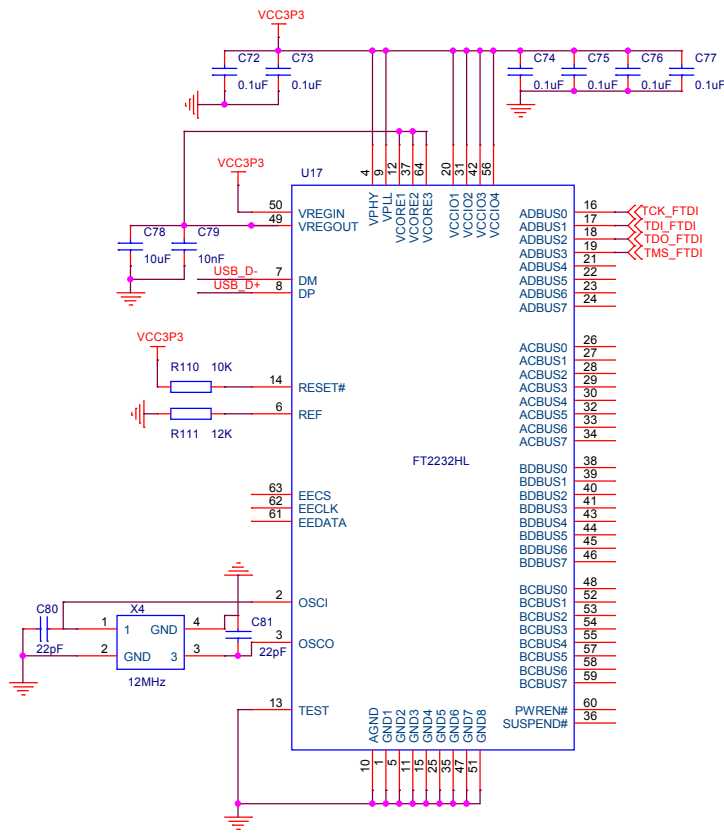 VCC3P3
C72
C73
C74
C75
C76
C77
0.1uF
0.1uF
0.1uF
0.1uF
0.1uF
0.1uF
U17
4
9
12
37
64
20
31
42
56
VPHY
VPLL
VCORE1
VCORE2
VCORE3
VCCIO1
VCCIO2
VCCIO3
VCCIO4
VCC3P3
50
VREGIN
49
VREGOUT
C78
C79
10uF
10nF
USB_D-
7
DM
USB_D+
8
DP
VCC3P3
R110 10K
14
RESET#
6
REF
R111 12K
FT2232HL
63
EECS
62
EECLK
61
EEDATA
2
OSCI
3
OSCO
C80
22pF
X4
1
1
GND
4
2
GND
3
3
12MHz
C81
22pF
13
TEST
ADBUS0
16
TCK_FTDI
ADBUS1
17
TDI_FTDI
ADBUS2
18
TDO_FTDI
ADBUS3
19
TMS_FTDI
ADBUS4
21
ADBUS5
22
ADBUS6
23
ADBUS7
24
ACBUS0
26
ACBUS1
27
ACBUS2
28
ACBUS3
29
ACBUS4
30
ACBUS5
32
ACBUS6
33
ACBUS7
34
BDBUS0
38
BDBUS1
39
BDBUS2
40
BDBUS3
41
BDBUS4
43
BDBUS5
44
BDBUS6
45
BDBUS7
46
BCBUS0
48
BCBUS1
52
BCBUS2
53
BCBUS3
54
BCBUS4
55
BCBUS5
57
BCBUS6
58
BCBUS7
59
PWREN#
60
SUSPEND#
36
AGND
GND1
GND2
GND3
GND4
GND5
GND6
GND7
GND8
10
1
5
11
15
25
35
47
51